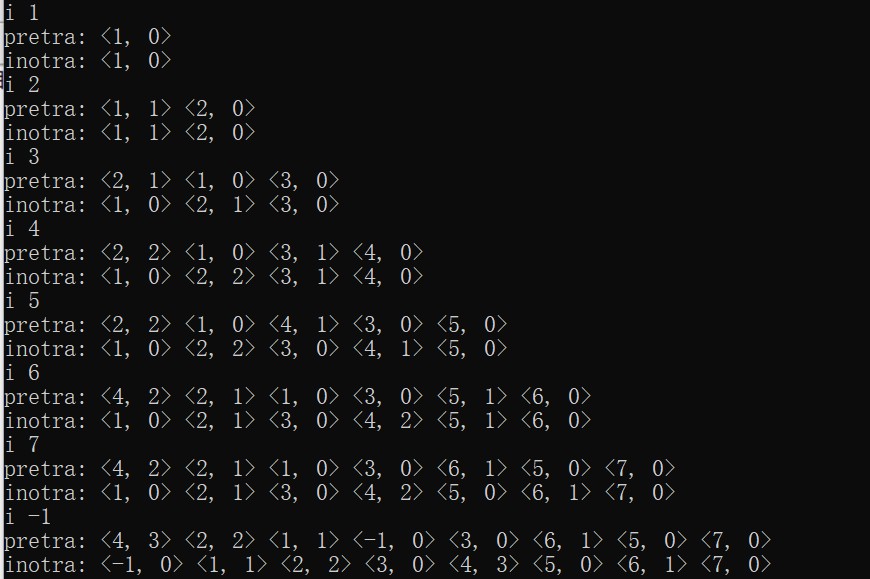 i 1
pretra: <1, 0>
inotra: <1, 0>
i 2
pretra: <1, 1> <2, 0>
inotra: <1, 1> <2, 0>
i 3
pretra: <2, 1> <1, 0> <3, 0>
inotra: <1, 0> <2, 1> <3, 0>
i 4
pretra: <2, 2> <1, 0> <3, 1> <4, 0>
inotra: <1, 0> <2, 2> <3, 1> <4, 0>
i 5
pretra: <2, 2> <1, 0> <4, 1> <3, 0> <5, 0>
inotra: <1, 0> <2, 2> <3, 0> <4, 1> <5, 0>
i 6
pretra: <4, 2> <2, 1> <1, 0> <3, 0> <5, 1> <6, 0>
inotra: <1, 0> <2, 1> <3, 0> <4, 2> <5, 1> <6, 0>
i 7
pretra: <4, 2> <2, 1> <1, 0> <3, 0> <6, 1> <5, 0> <7, 0>
inotra: <1, 0> <2, 1> <3, 0> <4, 2> <5, 0> <6, 1> <7, 0>
i -1
pretra: <4, 3> <2, 2> <1, 1> <-1, 0> <3, 0> <6, 1> <5, 0> <7, 0>
inotra: <-1, 0> <1, 1> <2, 2> <3, 0> <4, 3> <5, 0> <6, 1> <7, 0>